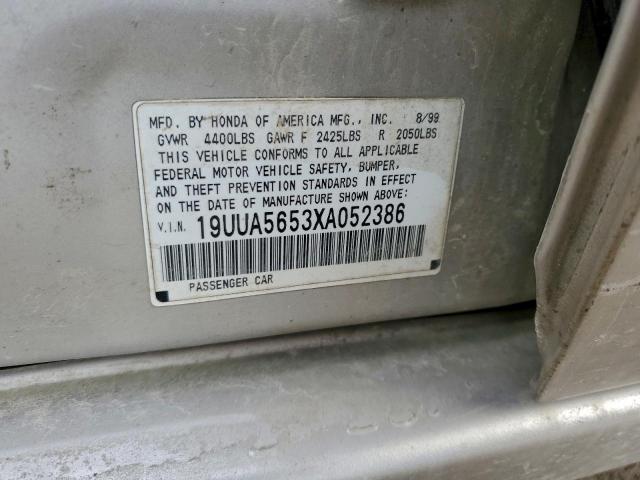 MFD. BY HONDA OF AMERICA MFG., INC. 8/99
GVWR 4400LBS GAWR F 2425LBS R 2050LBS
THIS VEHICLE CONFORMS TO ALL APPLICABLE
FEDERAL MOTOR VEHICLE SAFETY, BUMPER,
AND THEFT PREVENTION STANDARDS IN EFFECT
ON THE DATE OF MANUFACTURE SHOWN ABOVE:
V.I.N. 19UUA5653XA052386
PASSENGER CAR